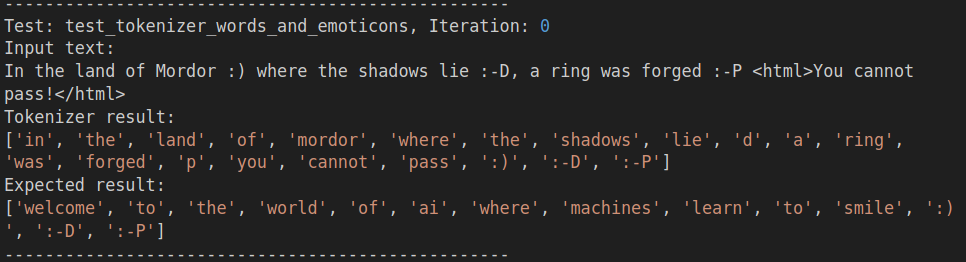 --------------------------------------------------
Test: test_tokenizer_words_and_emoticons, Iteration: 0
Input text:
In the land of Mordor :) where the shadows lie :-D, a ring was forged :-P <html>You cannot
pass!</html>
Tokenizer result:
['in', 'the', 'land', 'of', 'mordor', 'where', 'the', 'shadows', 'lie', 'd', 'a', 'ring',
'was', 'forged', 'p', 'you', 'cannot', 'pass', ':)', ':-D', ':-P']
Expected result:
['welcome', 'to', 'the', 'world', 'of', 'ai', 'where', 'machines', 'learn', 'to', 'smile', ':)
', ':-D', ':-P']
--------------------------------------------------